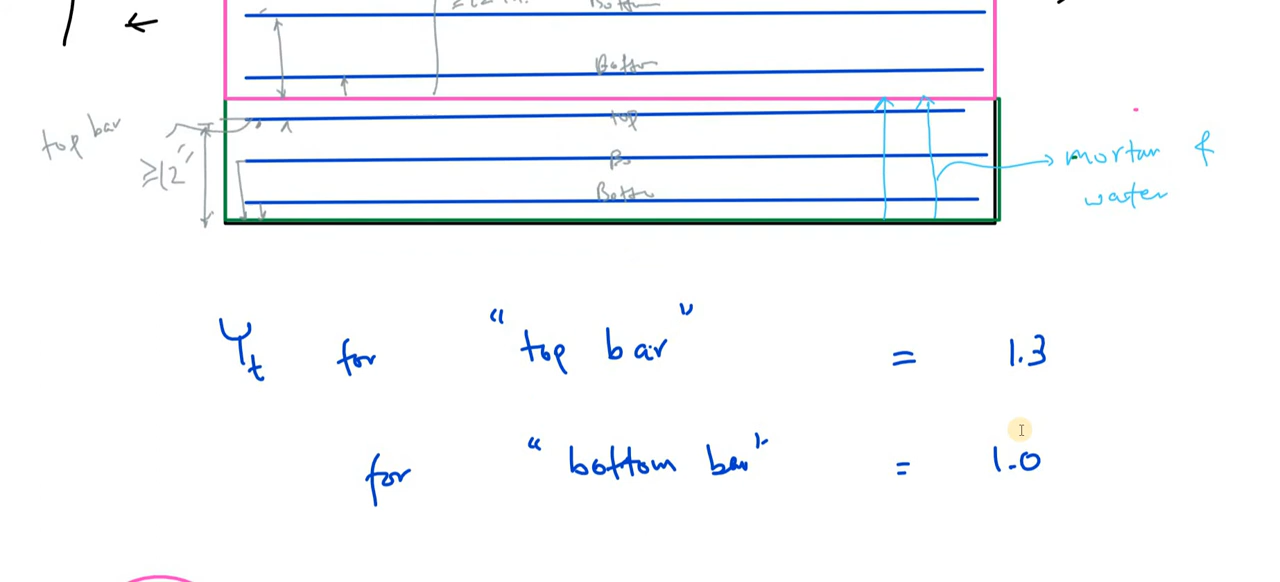 Bottom
top bar
top
≥12"
B
mortar &
water
Bottom
Ψt for "top bar" = 1.3
for "bottom bar" = 1.0